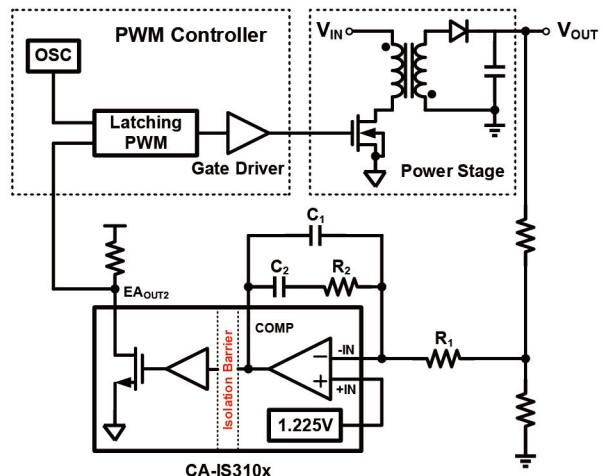 PWM Controller
OSC
Latching
PWM
Gate Driver
VIN
VOUT
Power Stage
C1
C2
R2
EAOUT2
COMP
-IN
+IN
R1
Isolation Barrier
1.225V
CA-IS310x